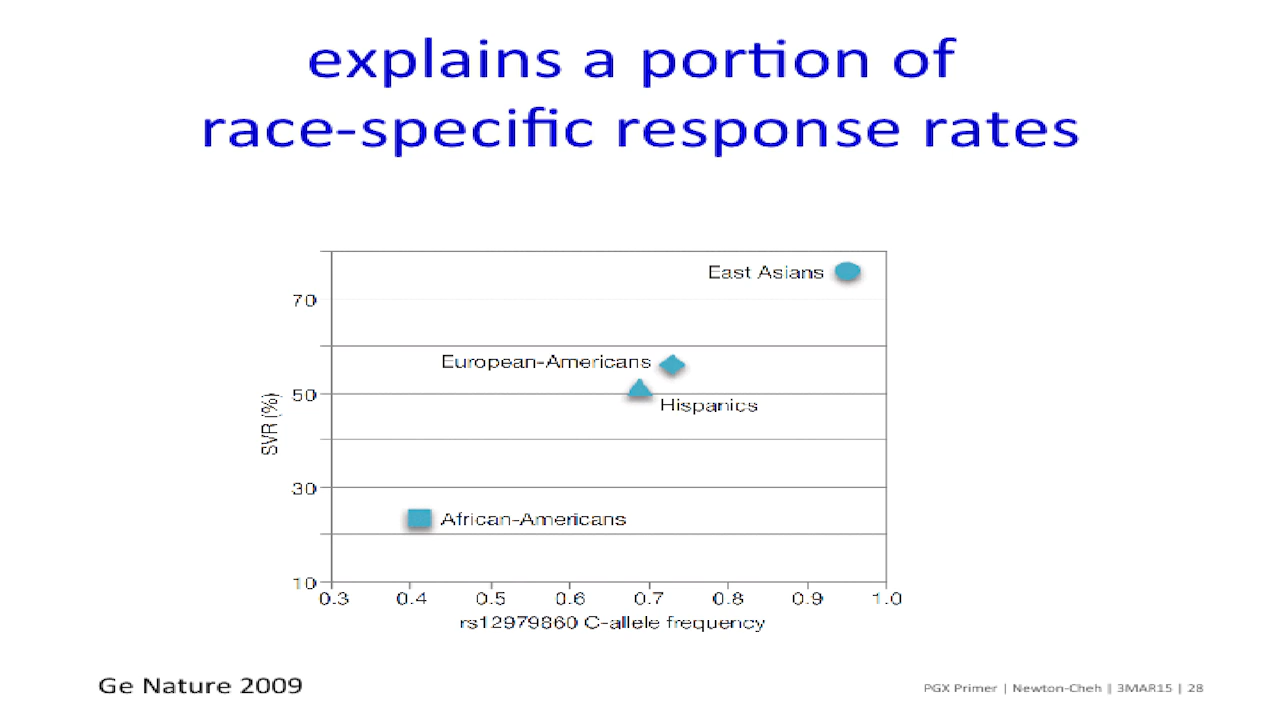 explains a portion of
race-specific response rates
East Asians
70
European-Americans
50
Hispanics
SVR (%)
30
African-Americans
10
0.3 0.4 0.5 0.6 0.7 0.8 0.9 1.0
rs12979860 C-allele frequency
Ge Nature 2009
PGX Primer | Newton-Cheh | 3MAR15 | 28